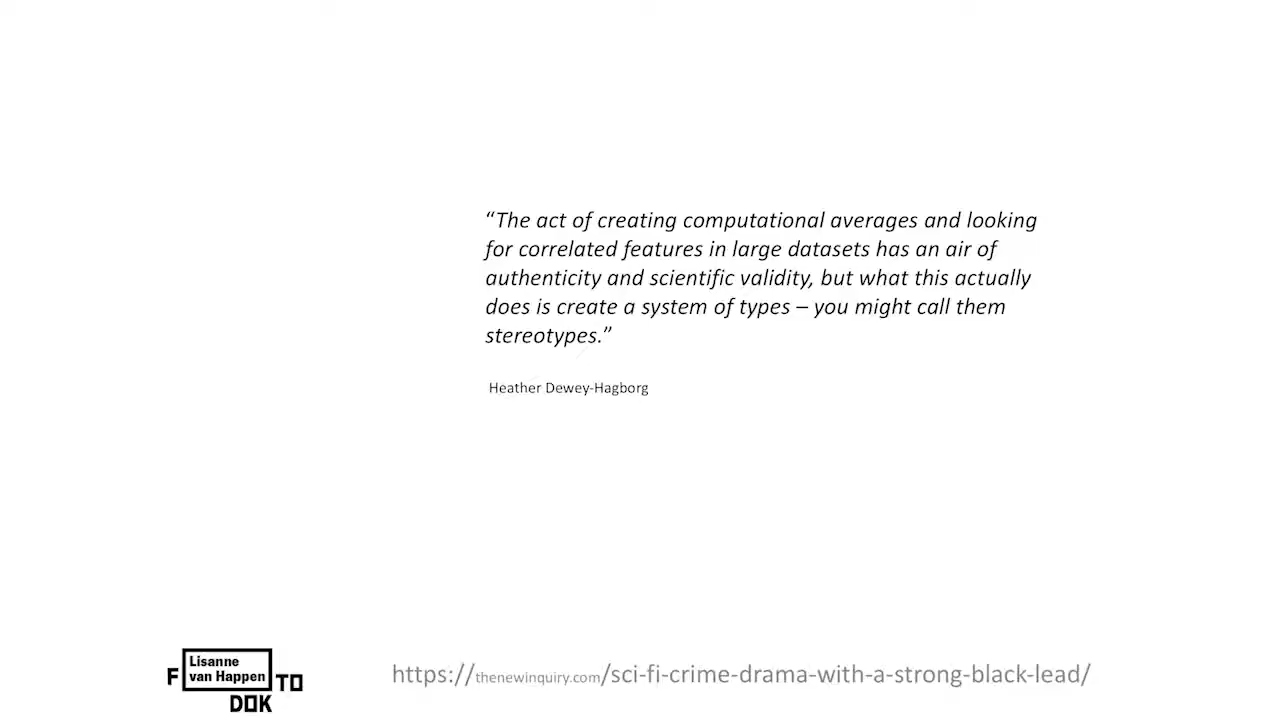 “The act of creating computational averages and looking
for correlated features in large datasets has an air of
authenticity and scientific validity, but what this actually
does is create a system of types – you might call them
stereotypes.”
Heather Dewey-Hagborg
Lisanne
van Happen
F TO
DOK
https://thenewinquiry.com/sci-fi-crime-drama-with-a-strong-black-lead/